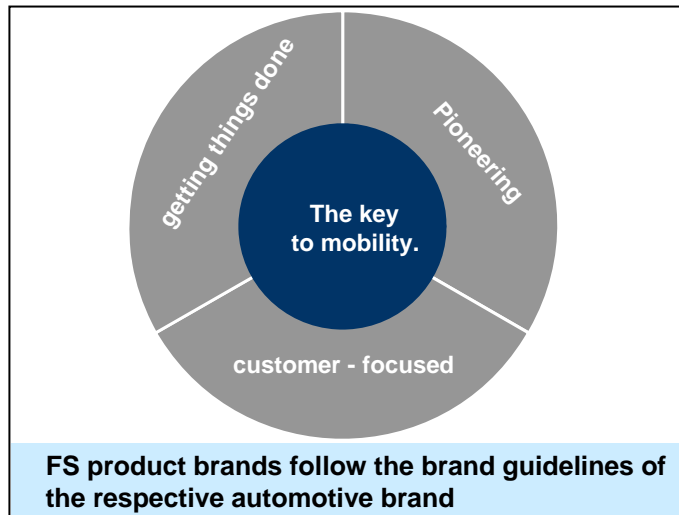 getting things done
Pioneering
The key
to mobility.
customer - focused
FS product brands follow the brand guidelines of
the respective automotive brand